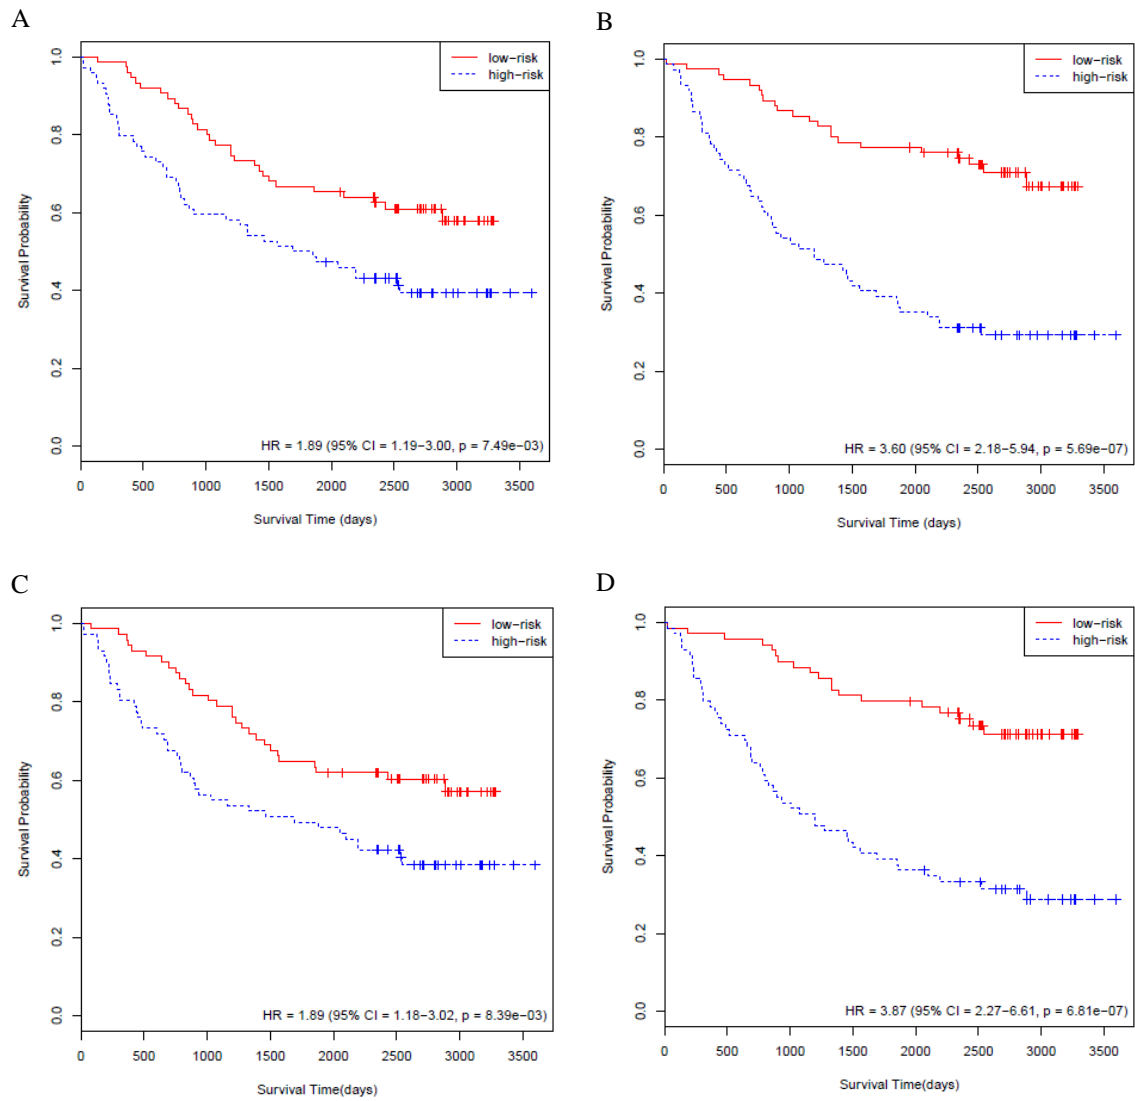 A
low-risk
high-risk
Survival Probability
1.0
0.8
0.6
0.4
0.2
0.0
HR = 1.89 (95% CI = 1.19-3.00, p = 7.49e-03)
0 500 1000 1500 2000 2500 3000 3500
Survival Time (days)
B
low-risk
high-risk
Survival Probability
1.0
0.8
0.6
0.4
0.2
0.0
HR = 3.60 (95% CI = 2.18-5.94, p = 5.69e-07)
0 500 1000 1500 2000 2500 3000 3500
Survival Time (days)
C
low-risk
high-risk
Survival Probability
1.0
0.8
0.6
0.4
0.2
0.0
HR = 1.89 (95% CI = 1.18-3.02, p = 8.39e-03)
0 500 1000 1500 2000 2500 3000 3500
Survival Time(days)
D
low-risk
high-risk
Survival Probability
1.0
0.8
0.6
0.4
0.2
0.0
HR = 3.87 (95% CI = 2.27-6.61, p = 6.81e-07)
0 500 1000 1500 2000 2500 3000 3500
Survival Time(days)